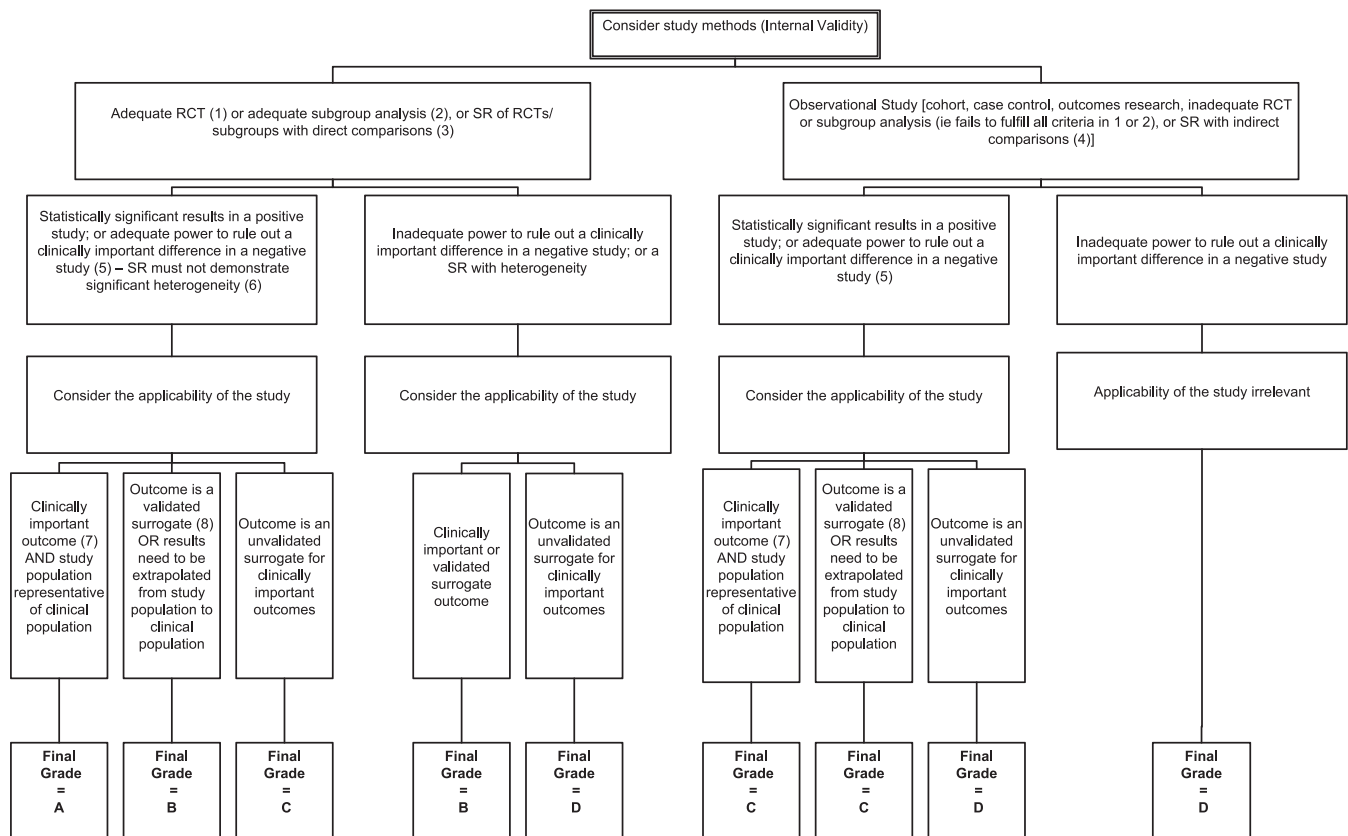 Consider study methods (Internal Validity)
Adequate RCT (1) or adequate subgroup analysis (2), or SR of RCTs/
subgroups with direct comparisons (3)
Observational Study [cohort, case control, outcomes research, inadequate RCT
or subgroup analysis (ie fails to fulfill all criteria in 1 or 2), or SR with indirect
comparisons (4)]
Statistically significant results in a positive
study; or adequate power to rule out a
clinically important difference in a negative
study (5) – SR must not demonstrate
significant heterogeneity (6)
Inadequate power to rule out a clinically
important difference in a negative study; or a
SR with heterogeneity
Statistically significant results in a positive
study; or adequate power to rule out a
clinically important difference in a negative
study (5)
Inadequate power to rule out a clinically
important difference in a negative study
Consider the applicability of the study
Consider the applicability of the study
Consider the applicability of the study
Applicability of the study irrelevant
Clinically
important
outcome (7)
AND study
population
representative
of clinical
population
Outcome is a
validated
surrogate (8)
OR results
need to be
extrapolated
from study
population to
clinical
population
Outcome is an
unvalidated
surrogate for
clinically
important
outcomes
Clinically
important or
validated
surrogate
outcome
Outcome is an
unvalidated
surrogate for
clinically
important
outcomes
Clinically
important
outcome (7)
AND study
population
representative
of clinical
population
Outcome is a
validated
surrogate (8)
OR results
need to be
extrapolated
from study
population to
clinical
population
Outcome is an
unvalidated
surrogate for
clinically
important
outcomes
Final
Grade
=
A
Final
Grade
=
B
Final
Grade
=
C
Final
Grade
=
B
Final
Grade
=
D
Final
Grade
=
C
Final
Grade
=
C
Final
Grade
=
D
Final
Grade
=
D